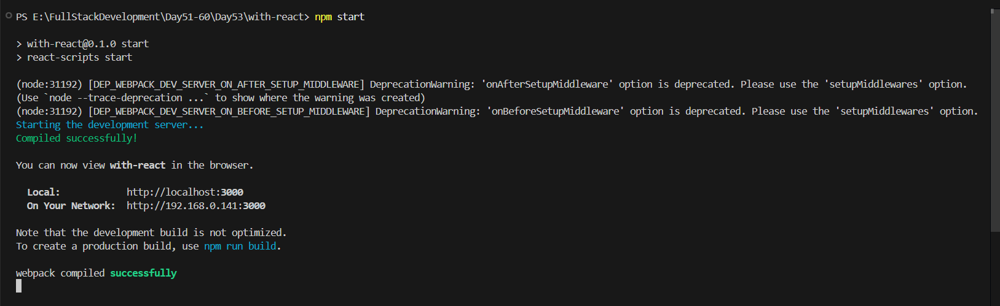 PS E:\FullStackDevelopment\Day51-60\Day53\with-react> npm start
> with-react@0.1.0 start
> react-scripts start
(node:31192) [DEP_WEBPACK_DEV_SERVER_ON_AFTER_SETUP_MIDDLEWARE] DeprecationWarning: 'onAfterSetupMiddleware' option is deprecated. Please use the 'setupMiddlewares' option.
(Use `node --trace-deprecation ...` to show where the warning was created)
(node:31192) [DEP_WEBPACK_DEV_SERVER_ON_BEFORE_SETUP_MIDDLEWARE] DeprecationWarning: 'onBeforeSetupMiddleware' option is deprecated. Please use the 'setupMiddlewares' option.
Starting the development server...
Compiled successfully!
You can now view with-react in the browser.
Local: http://localhost:3000
On Your Network: http://192.168.0.141:3000
Note that the development build is not optimized.
To create a production build, use npm run build.
webpack compiled successfully